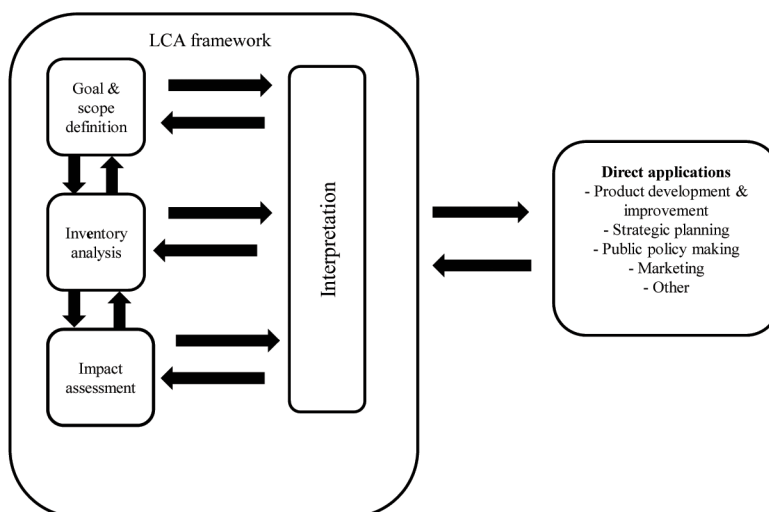 LCA framework
Goal &
scope
definition
Inventory
analysis
Impact
assessment
Interpretation
Direct applications
- Product development &
improvement
- Strategic planning
- Public policy making
- Marketing
- Other